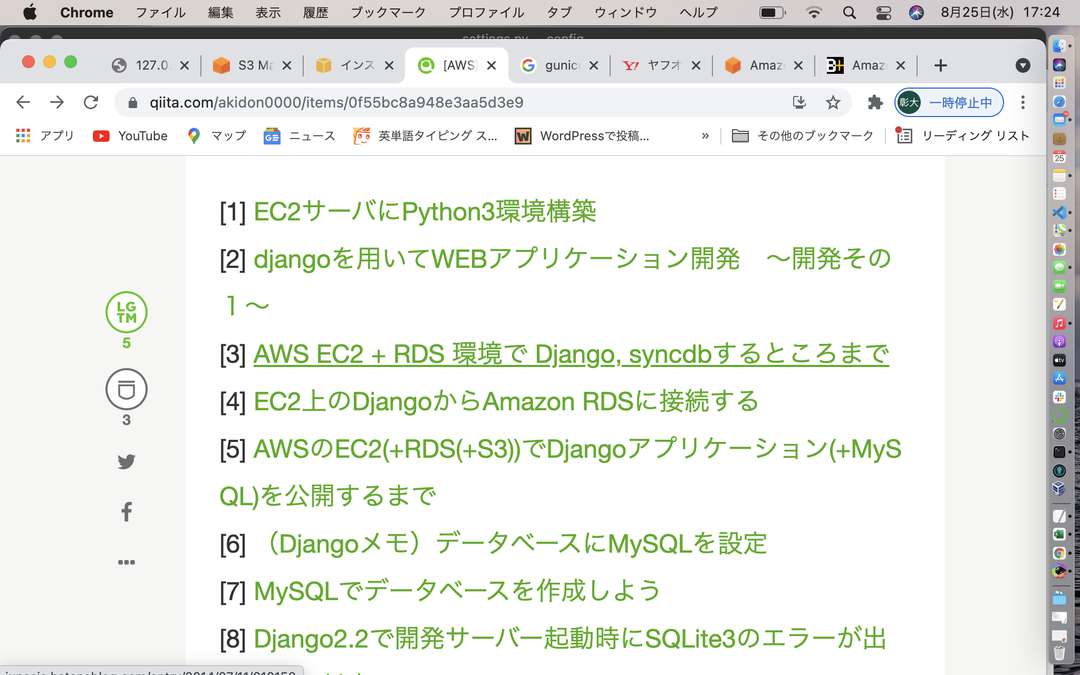 Chrome ファイル 編集 表示 履歴 ブックマーク プロファイル タブ ウィンドウ ヘルプ 8月25日(水) 17:24
127.0. S3 Ma インス [AWS] gunico ヤフオ Amaz Amaz
qiita.com/akidon0000/items/0f55bc8a948e3aa5d3e9 彰大 一時停止中
アプリ YouTube マップ ニュース 英単語タイピング ス... WordPressで投稿... » その他のブックマーク リーディング リスト
[1] EC2サーバにPython3環境構築
[2] djangoを用いてWEBアプリケーション開発　〜開発その
１〜
[3] AWS EC2 + RDS 環境で Django, syncdbするところまで
[4] EC2上のDjangoからAmazon RDSに接続する
[5] AWSのEC2(+RDS(+S3))でDjangoアプリケーション(+MyS
QL)を公開するまで
[6] （Djangoメモ）データベースにMySQLを設定
[7] MySQLでデータベースを作成しよう
[8] Django2.2で開発サーバー起動時にSQLite3のエラーが出
LG
TM
5
3